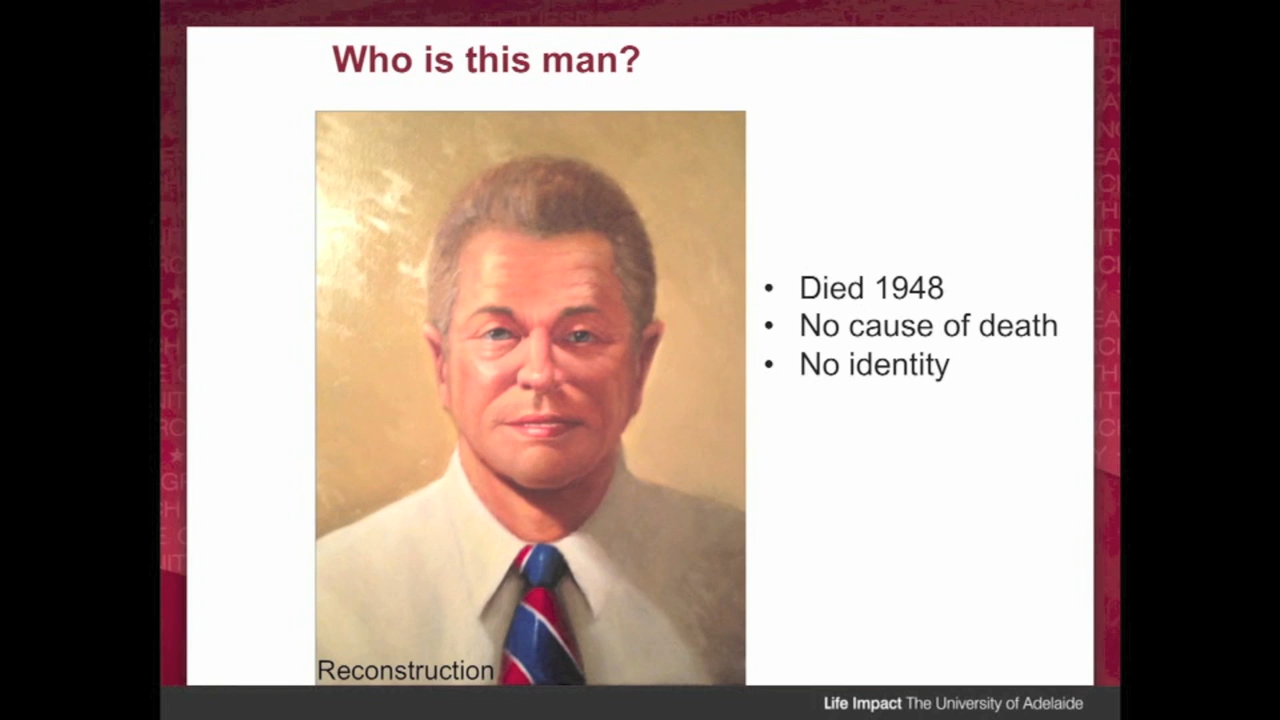 Who is this man?
• Died 1948
• No cause of death
• No identity
Reconstruction
Life Impact The University of Adelaide